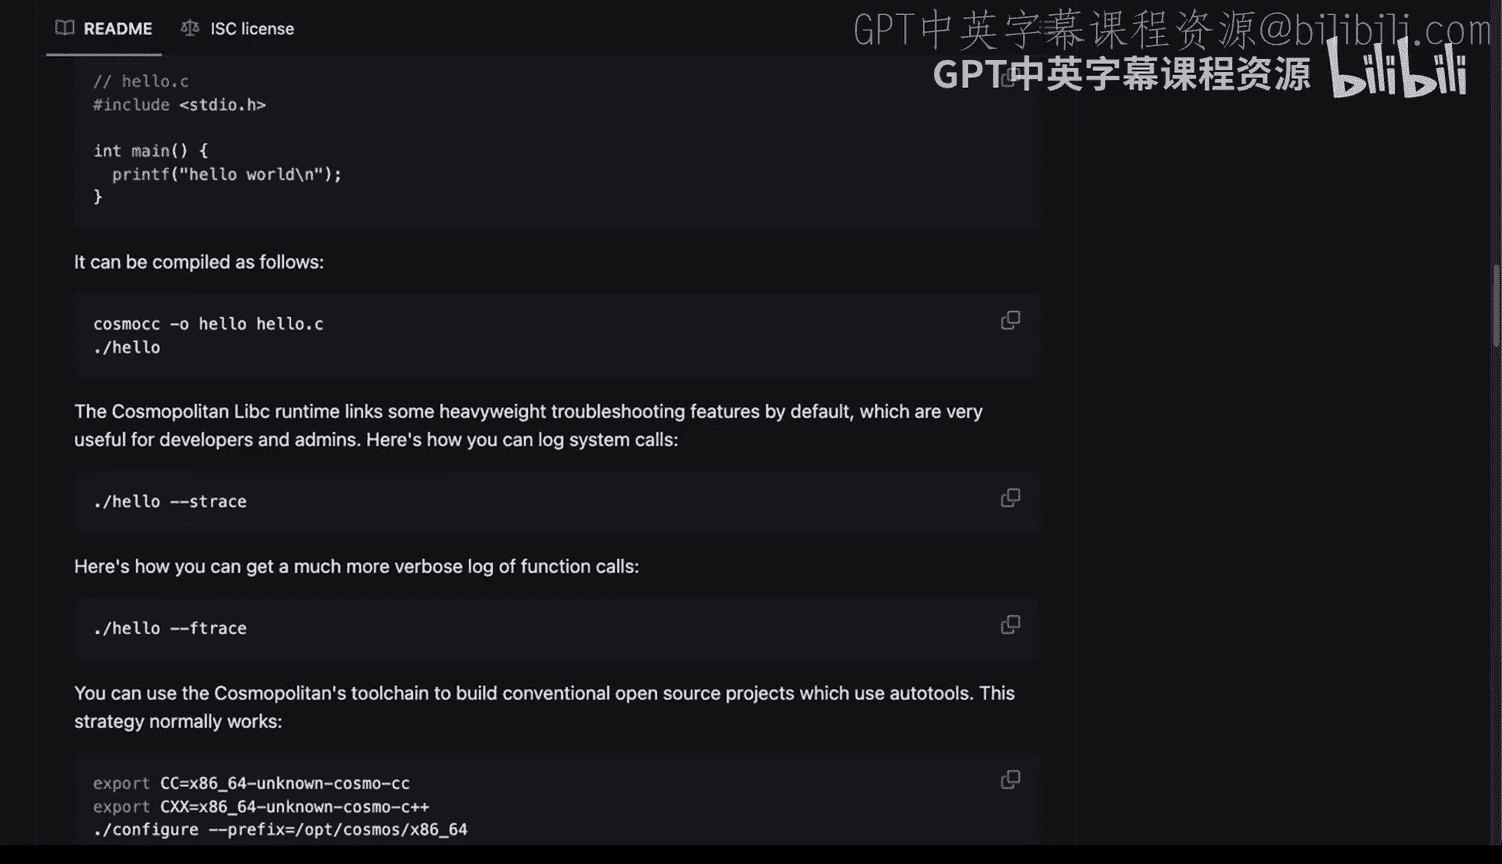 README
ISC license
GPT中英字幕课程资源@bilibili.com
GPT中英字幕课程资源 bilibili
// hello.c
#include <stdio.h>
int main() {
printf("hello world\n");
}
It can be compiled as follows:
cosmocc -o hello hello.c
./hello
The Cosmopolitan Libc runtime links some heavyweight troubleshooting features by default, which are very
useful for developers and admins. Here's how you can log system calls:
./hello --strace
Here's how you can get a much more verbose log of function calls:
./hello --ftrace
You can use the Cosmopolitan's toolchain to build conventional open source projects which use autotools. This
strategy normally works:
export CC=x86_64-unknown-cosmo-cc
export CXX=x86_64-unknown-cosmo-c++
./configure --prefix=/opt/cosmos/x86_64